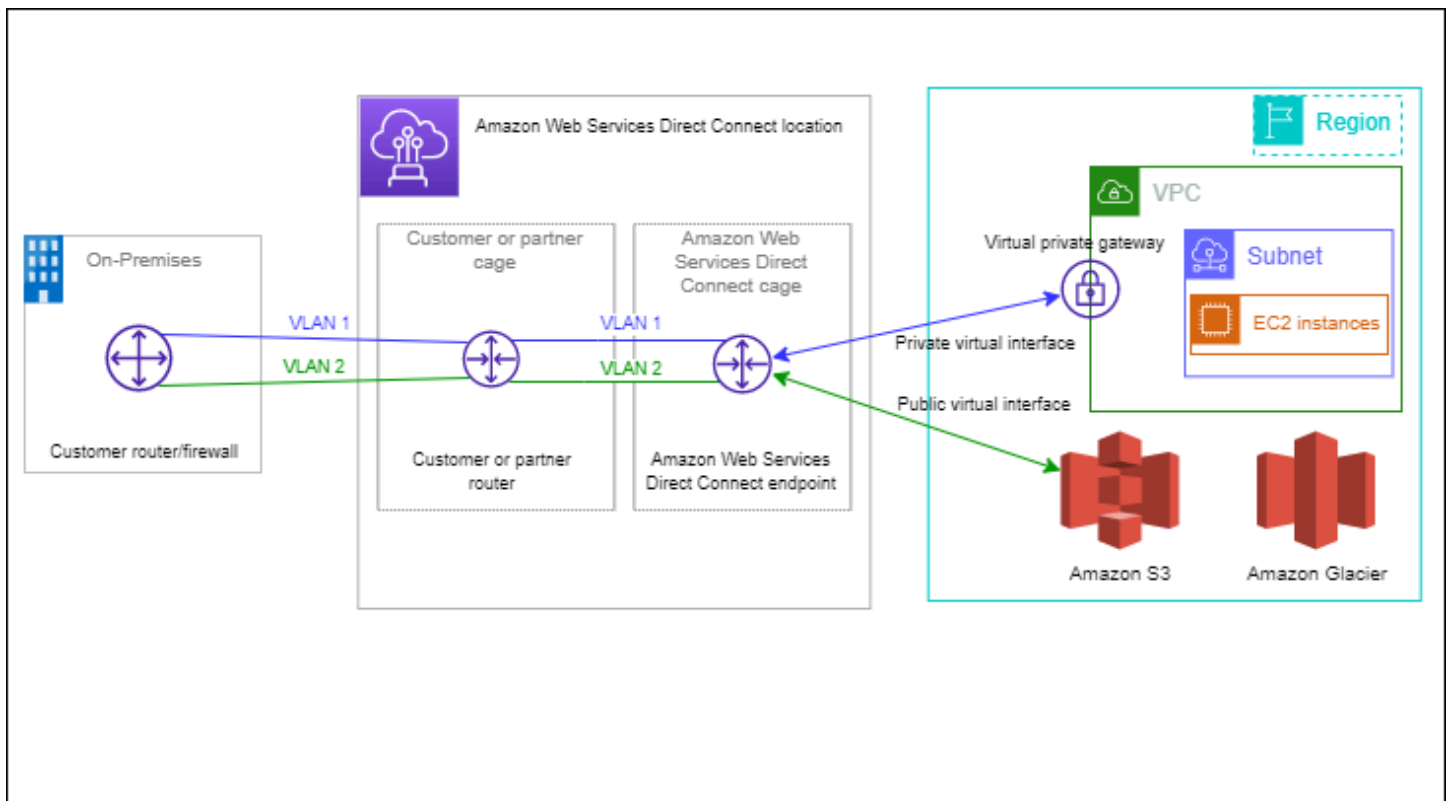 Amazon Web Services Direct Connect location
Region
VPC
On-Premises
Customer or partner
cage
Amazon Web
Services Direct
Connect cage
Virtual private gateway
Subnet
EC2 instances
VLAN 1
VLAN 1
VLAN 2
VLAN 2
Private virtual interface
Public virtual interface
Customer router/firewall
Customer or partner
router
Amazon Web Services
Direct Connect endpoint
Amazon S3
Amazon Glacier